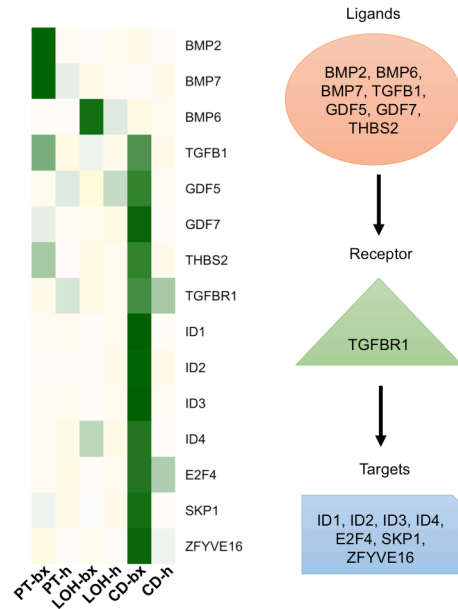 BMP2
BMP7
BMP6
TGFB1
GDF5
GDF7
THBS2
TGFBR1
ID1
ID2
ID3
ID4
E2F4
SKP1
ZFYVE16
PT-bx
PT-h
LOH-bx
LOH-h
CD-bx
CD-h
Ligands
BMP2, BMP6,
BMP7, TGFB1,
GDF5, GDF7,
THBS2
Receptor
TGFBR1
Targets
ID1, ID2, ID3, ID4,
E2F4, SKP1,
ZFYVE16